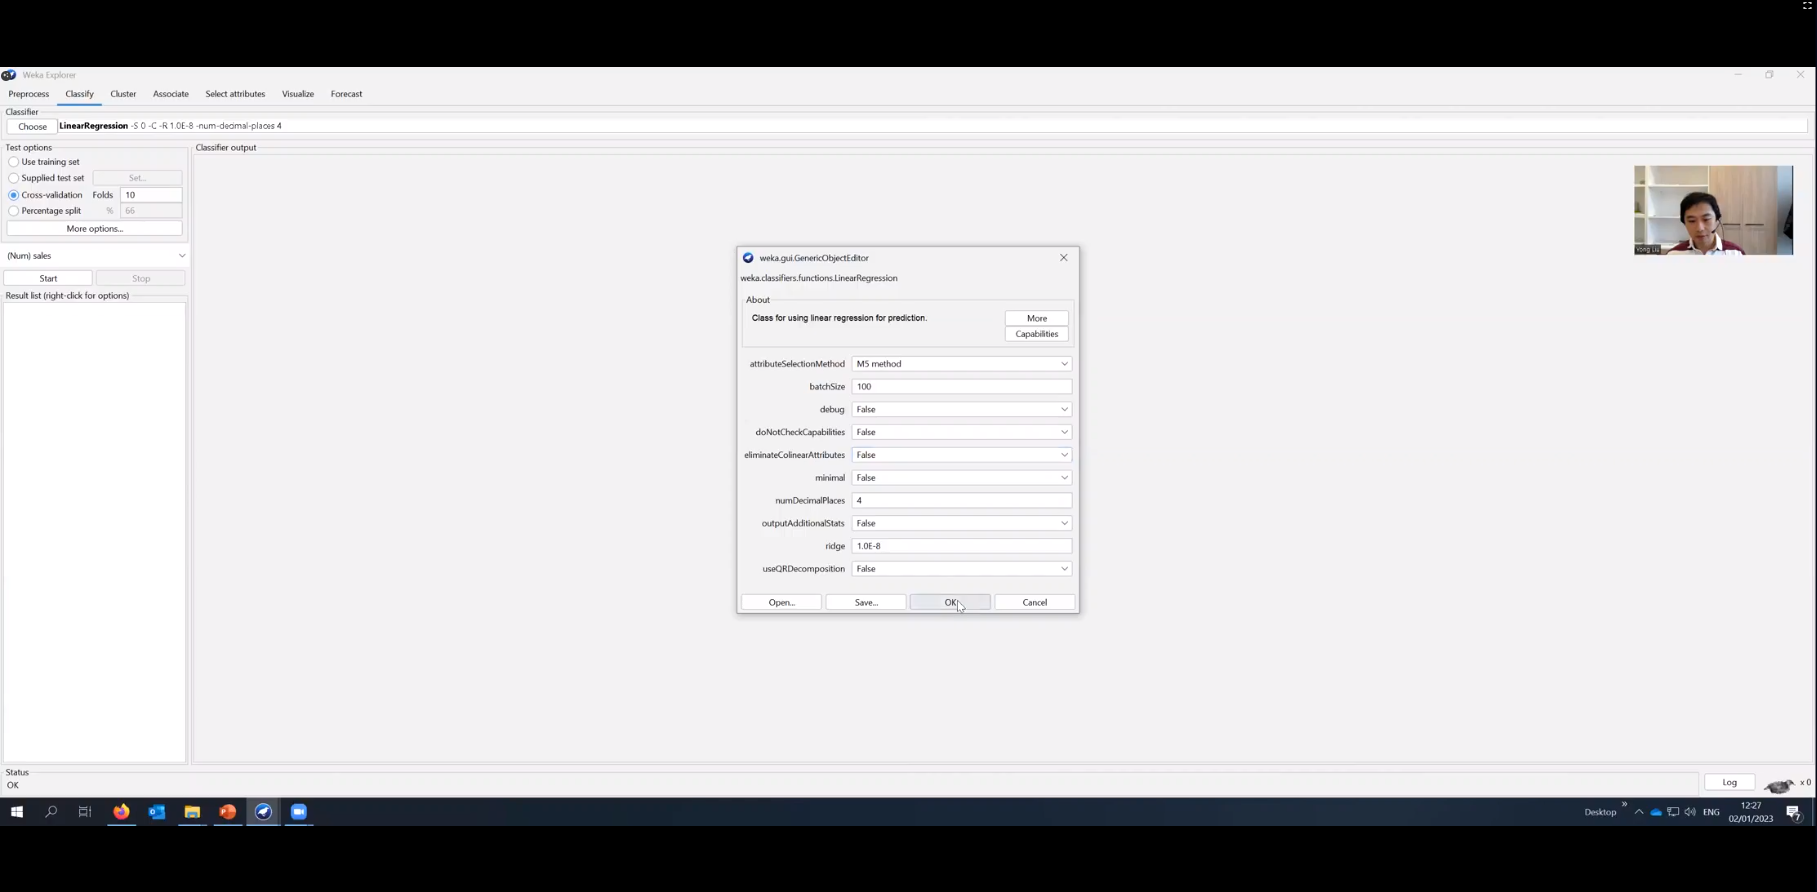 Weka Explorer
Preprocess Classify Cluster Associate Select attributes Visualize Forecast
Classifier
Choose LinearRegression -S 0 -C -R 1.0E-8 -num-decimal-places 4
Test options
Use training set
Supplied test set Set...
Cross-validation Folds 10
Percentage split % 66
More options...
(Num) sales
Start Stop
Result list (right-click for options)
Classifier output
weka.gui.GenericObjectEditor
weka.classifiers.functions.LinearRegression
About
Class for using linear regression for prediction.
More
Capabilities
attributeSelectionMethod M5 method
batchSize 100
debug False
doNotCheckCapabilities False
eliminateColinearAttributes False
minimal False
numDecimalPlaces 4
outputAdditionalStats False
ridge 1.0E-8
useQRDecomposition False
Open... Save... OK Cancel
Yong Liu
Status
OK
Log x 0
Desktop ENG
12:27
02/01/2023
7